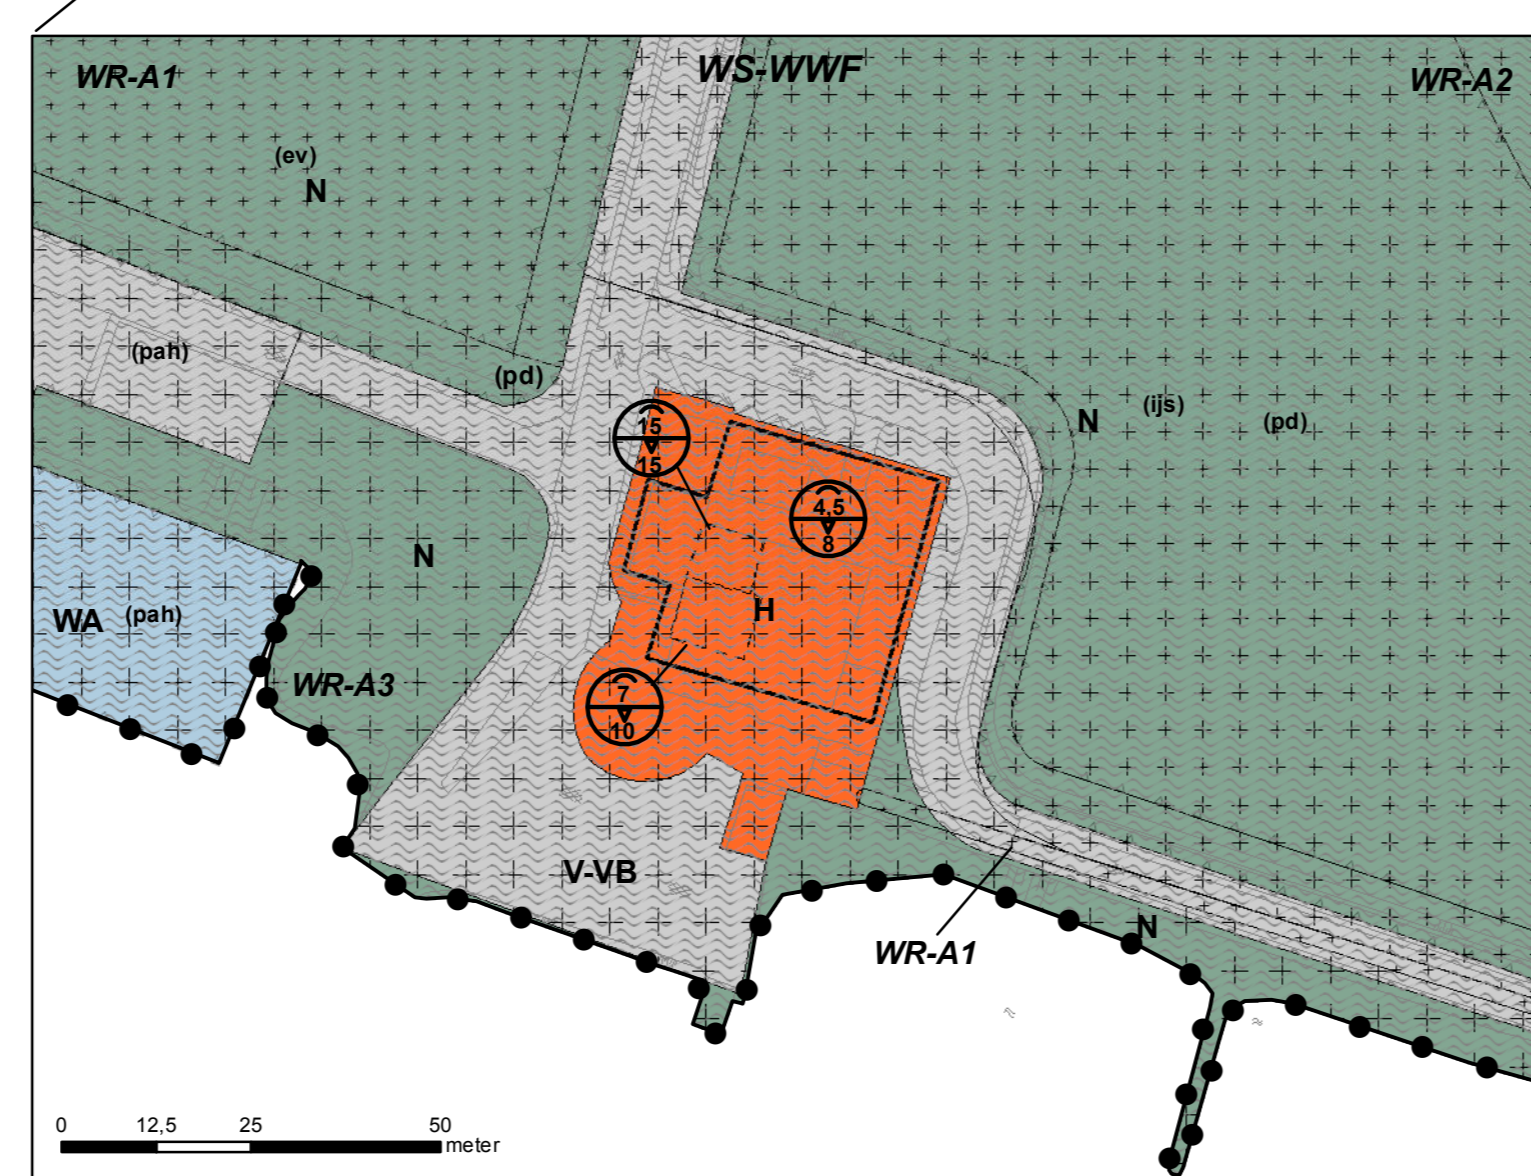 WR-A1
WS-WWF
WR-A2
(ev)
N
(pah)
(pd)
N
(ijs)
(pd)
15
15
4,5
8
N
H
WA
(pah)
WR-A3
7
10
V-VB
N
WR-A1
0
12,5
25
50
meter